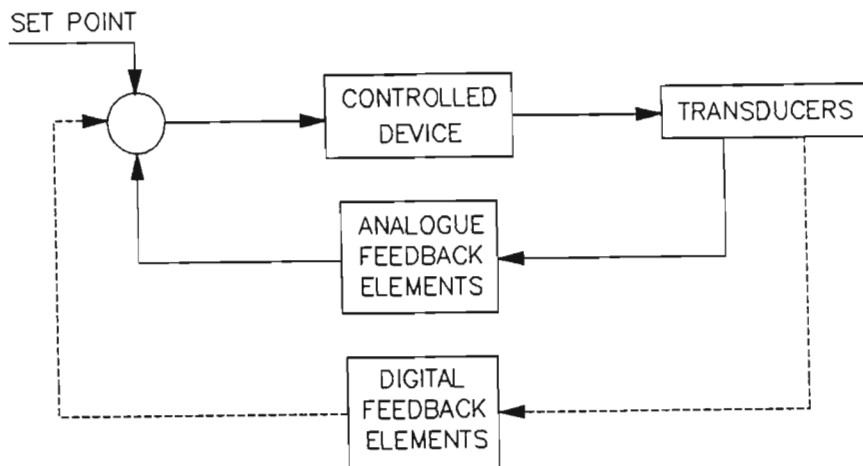 SET POINT
CONTROLLED
DEVICE
TRANSDUCERS
ANALOGUE
FEEDBACK
ELEMENTS
DIGITAL
FEEDBACK
ELEMENTS